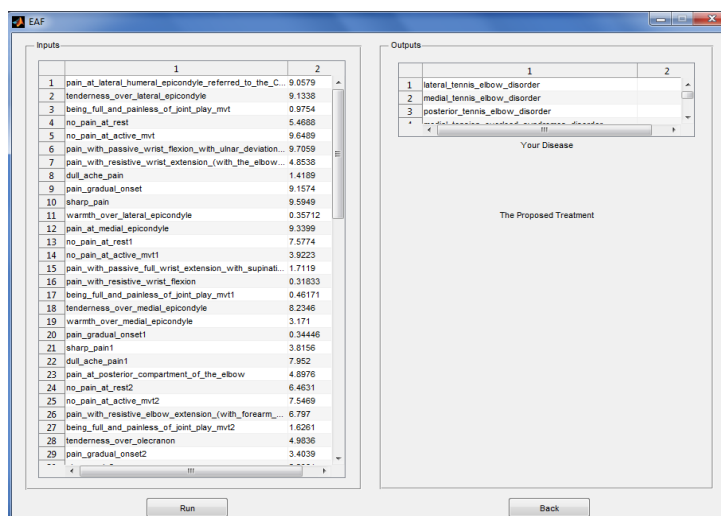 EAF
Inputs
1 2
1 pain_at_lateral_humeral_epicondyle_referred_to_the_C... 9.0579
2 tenderness_over_lateral_epicondyle 9.1338
3 being_full_and_painless_of_joint_play_mvt 0.9754
4 no_pain_at_rest 5.4688
5 no_pain_at_active_mvt 9.6489
6 pain_with_passive_wrist_flexion_with_ulnar_deviation... 9.7059
7 pain_with_resistive_wrist_extension_(with_the_elbow... 4.8538
8 dull_ache_pain 1.4189
9 pain_gradual_onset 9.1574
10 sharp_pain 9.5949
11 warmth_over_lateral_epicondyle 0.35712
12 pain_at_medial_epicondyle 9.3399
13 no_pain_at_rest1 7.5774
14 no_pain_at_active_mvt1 3.9223
15 pain_with_passive_full_wrist_extension_with_supinati... 1.7119
16 pain_with_resistive_wrist_flexion 0.31833
17 being_full_and_painless_of_joint_play_mvt1 0.46171
18 tenderness_over_medial_epicondyle 8.2346
19 warmth_over_medial_epicondyle 3.171
20 pain_gradual_onset1 0.34446
21 sharp_pain1 3.8156
22 dull_ache_pain1 7.952
23 pain_at_posterior_compartment_of_the_elbow 4.8976
24 no_pain_at_rest2 6.4631
25 no_pain_at_active_mvt2 7.5469
26 pain_with_resistive_elbow_extension_(with_forearm_... 6.797
27 being_full_and_painless_of_joint_play_mvt2 1.6261
28 tenderness_over_olecranon 4.9836
29 pain_gradual_onset2 3.4039
Run
Outputs
1 2
1 lateral_tennis_elbow_disorder
2 medial_tennis_elbow_disorder
3 posterior_tennis_elbow_disorder
Your Disease
The Proposed Treatment
Back